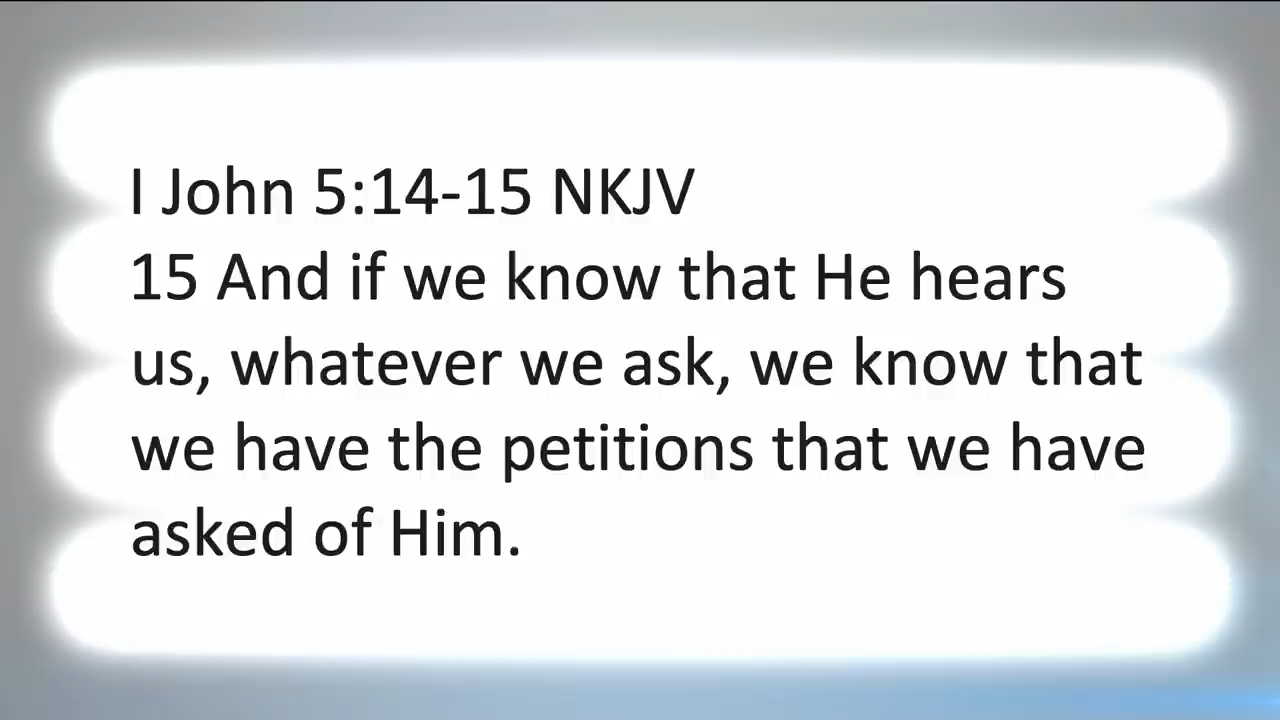 I John 5:14-15 NKJV
15 And if we know that He hears
us, whatever we ask, we know that
we have the petitions that we have
asked of Him.